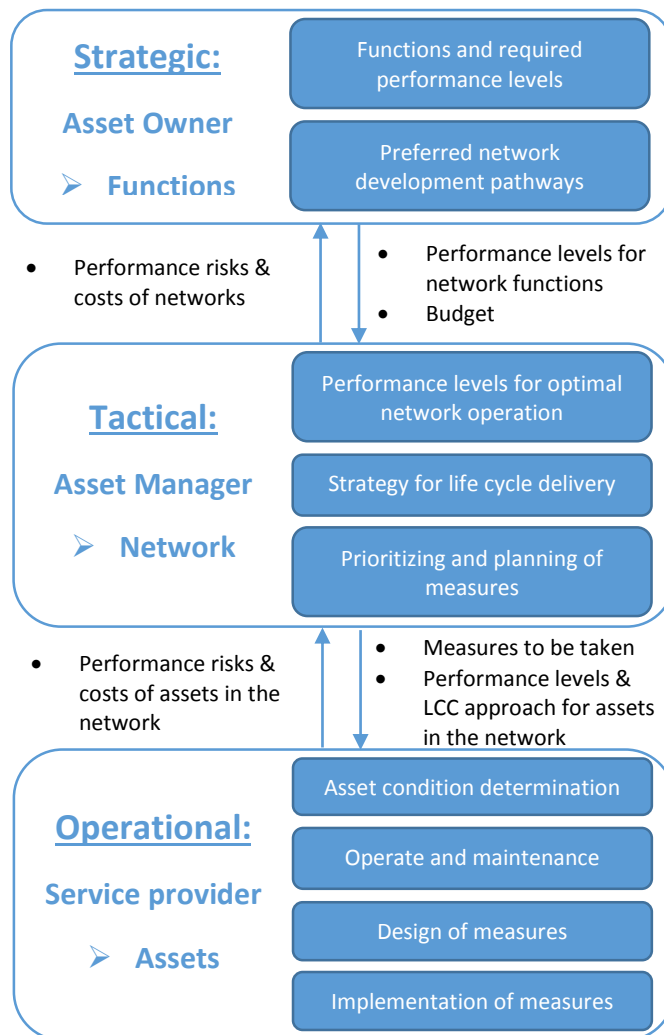 Strategic:
Asset Owner
➢ Functions
Functions and required
performance levels
Preferred network
development pathways
• Performance risks &
costs of networks
• Performance levels for
network functions
• Budget
Tactical:
Asset Manager
➢ Network
Performance levels for optimal
network operation
Strategy for life cycle delivery
Prioritizing and planning of
measures
• Performance risks &
costs of assets in the
network
• Measures to be taken
• Performance levels &
LCC approach for assets
in the network
Operational:
Service provider
➢ Assets
Asset condition determination
Operate and maintenance
Design of measures
Implementation of measures